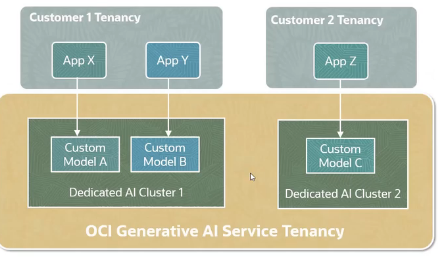 Customer 1 Tenancy
Customer 2 Tenancy
App X
App Y
App Z
Custom
Model A
Custom
Model B
Custom
Model C
Dedicated AI Cluster 1
Dedicated AI Cluster 2
OCI Generative AI Service Tenancy